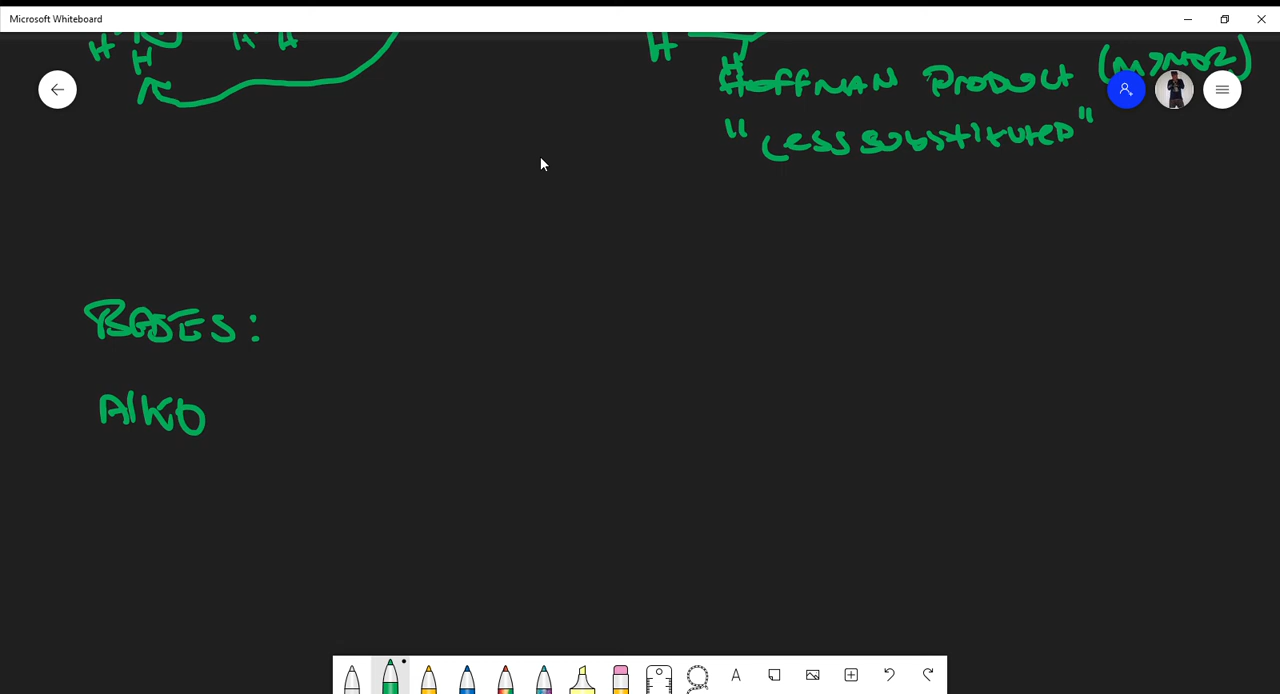 Microsoft Whiteboard
H H H H
H H
Hoffman Product (minor)
"Less substituted"
BASES:
Alko
A